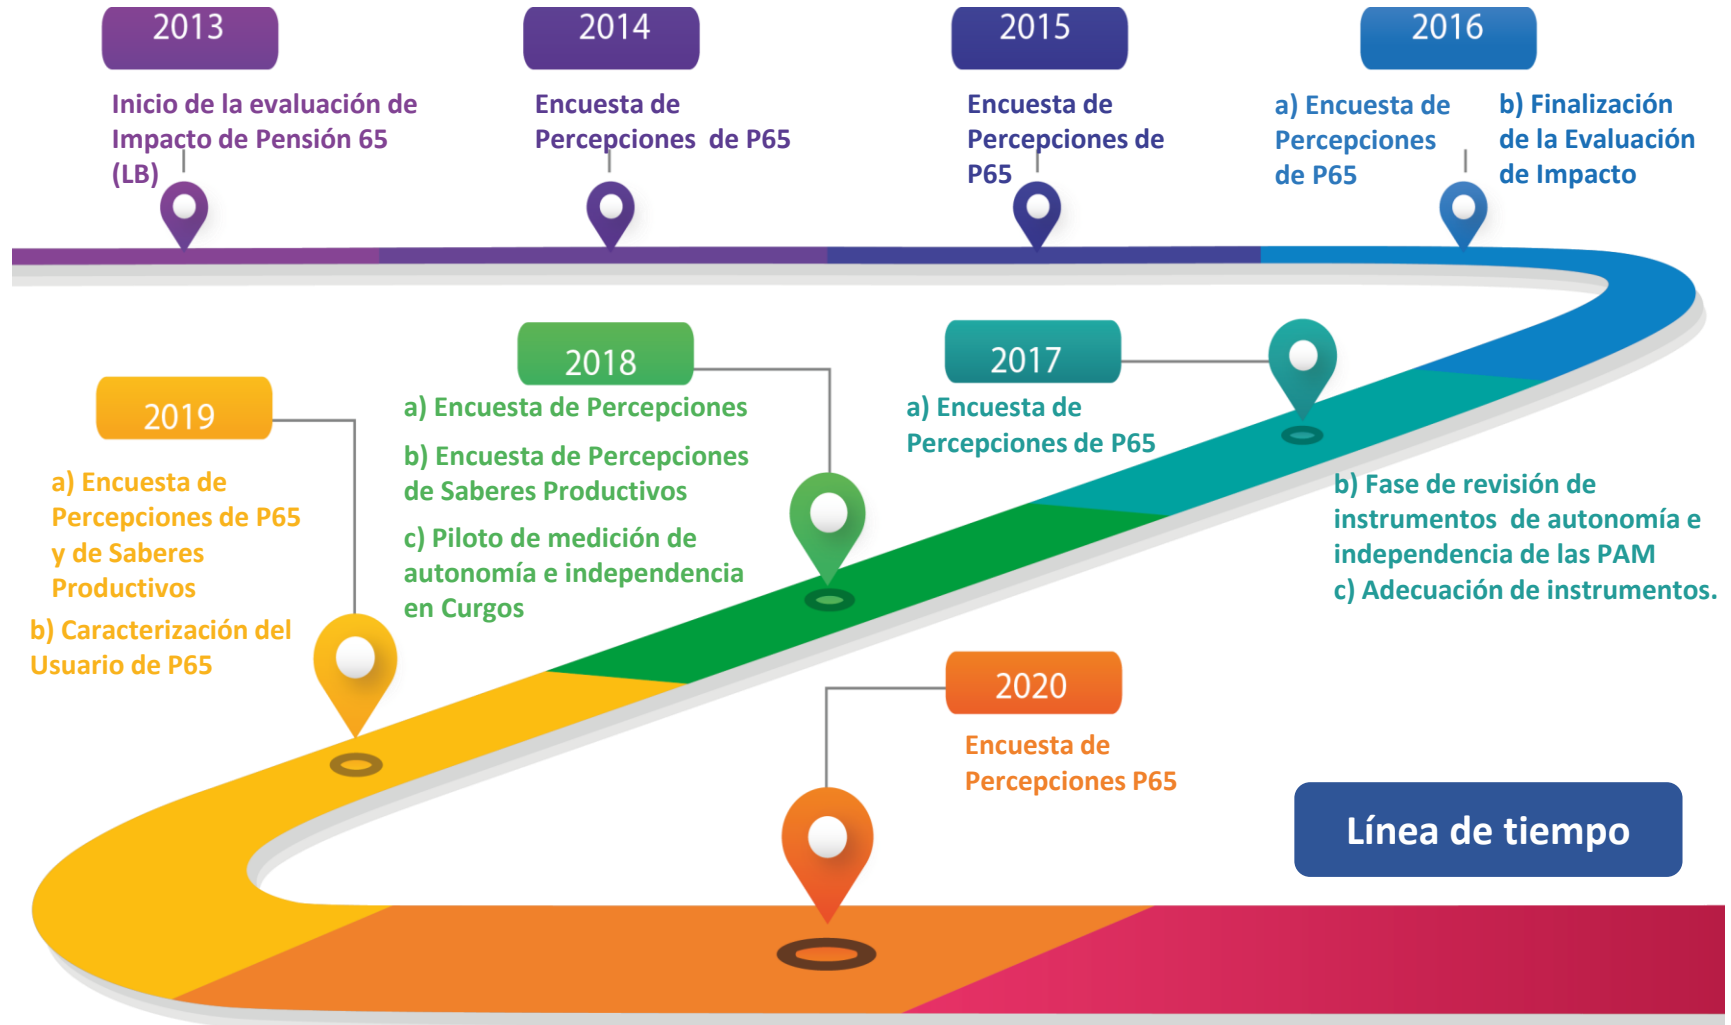 2013
Inicio de la evaluación de
Impacto de Pensión 65
(LB)
2014
Encuesta de
Percepciones de P65
2015
Encuesta de
Percepciones de
P65
2016
a) Encuesta de
Percepciones
de P65
b) Finalización
de la Evaluación
de Impacto
2017
a) Encuesta de
Percepciones de P65
b) Fase de revisión de
instrumentos de autonomía e
independencia de las PAM
c) Adecuación de instrumentos.
2018
a) Encuesta de Percepciones
b) Encuesta de Percepciones
de Saberes Productivos
c) Piloto de medición de
autonomía e independencia
en Curgos
2019
a) Encuesta de
Percepciones de P65
y de Saberes
Productivos
b) Caracterización del
Usuario de P65
2020
Encuesta de
Percepciones P65
Línea de tiempo